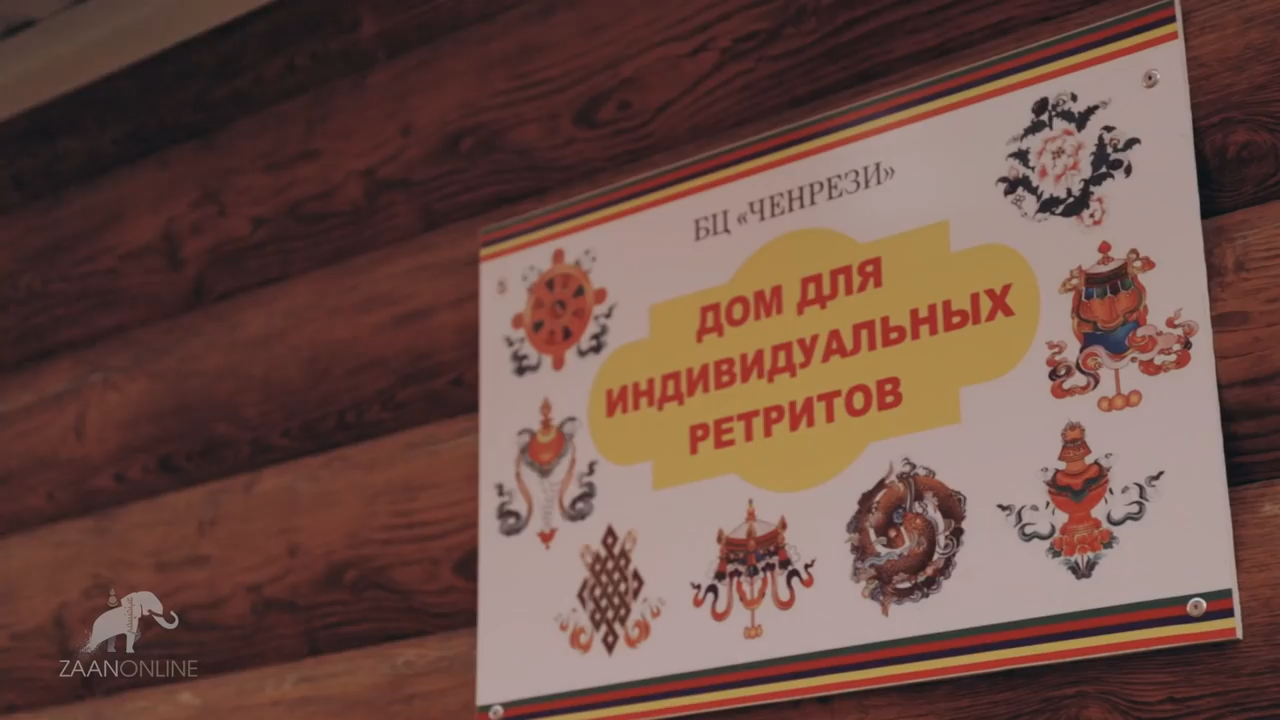 БЦ «ЧЕНРЕЗИ»
ДОМ ДЛЯ
ИНДИВИДУАЛЬНЫХ
РЕТРИТОВ
ZAANONLINE